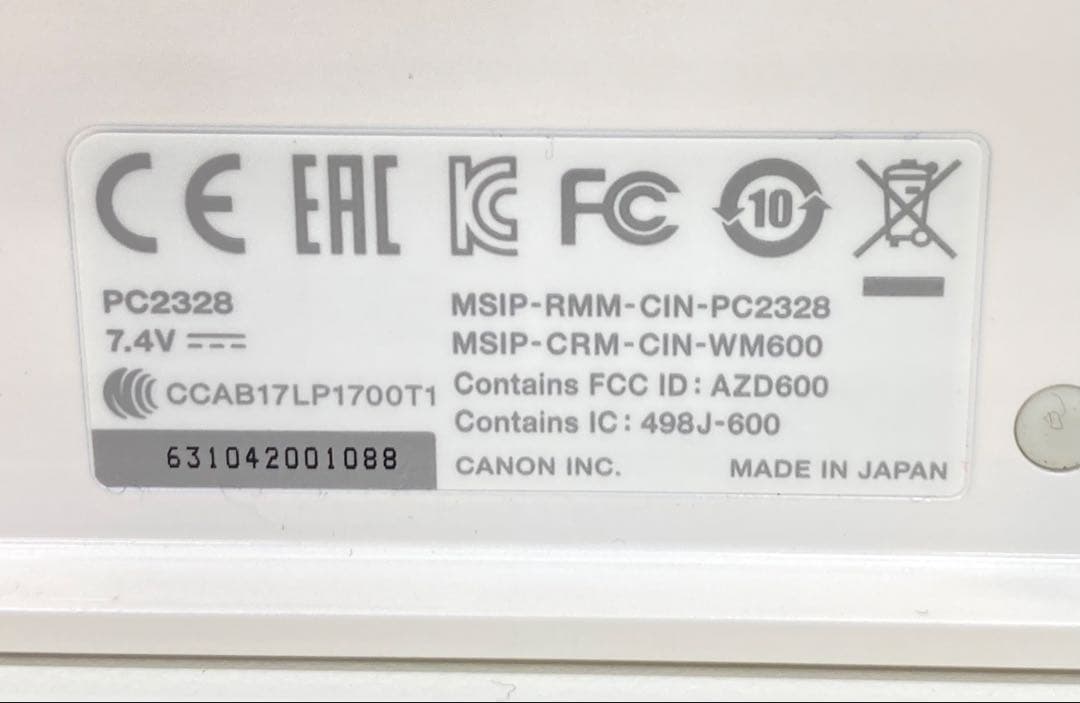 CE EAC KC FC 10
PC2328
7.4V
CCAB17LP1700T1
631042001088
MSIP-RMM-CIN-PC2328
MSIP-CRM-CIN-WM600
Contains FCC ID: AZD600
Contains IC: 498J-600
CANON INC. MADE IN JAPAN